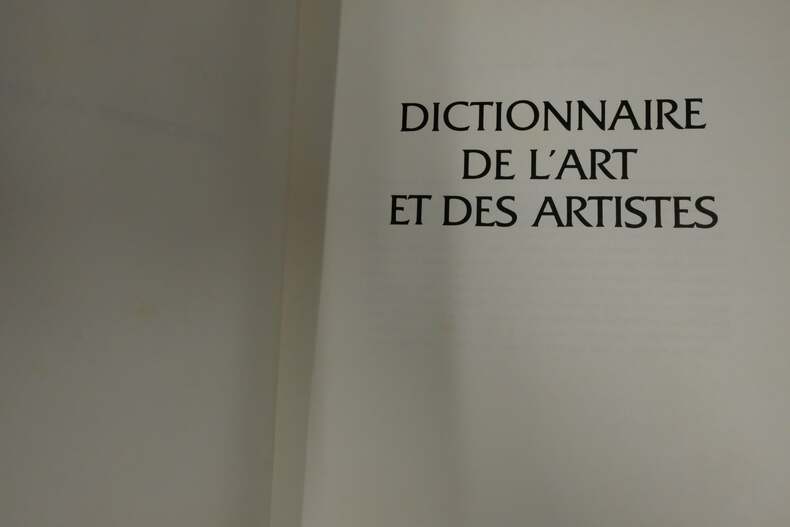 DICTIONNAIRE
DE L'ART
ET DES ARTISTES